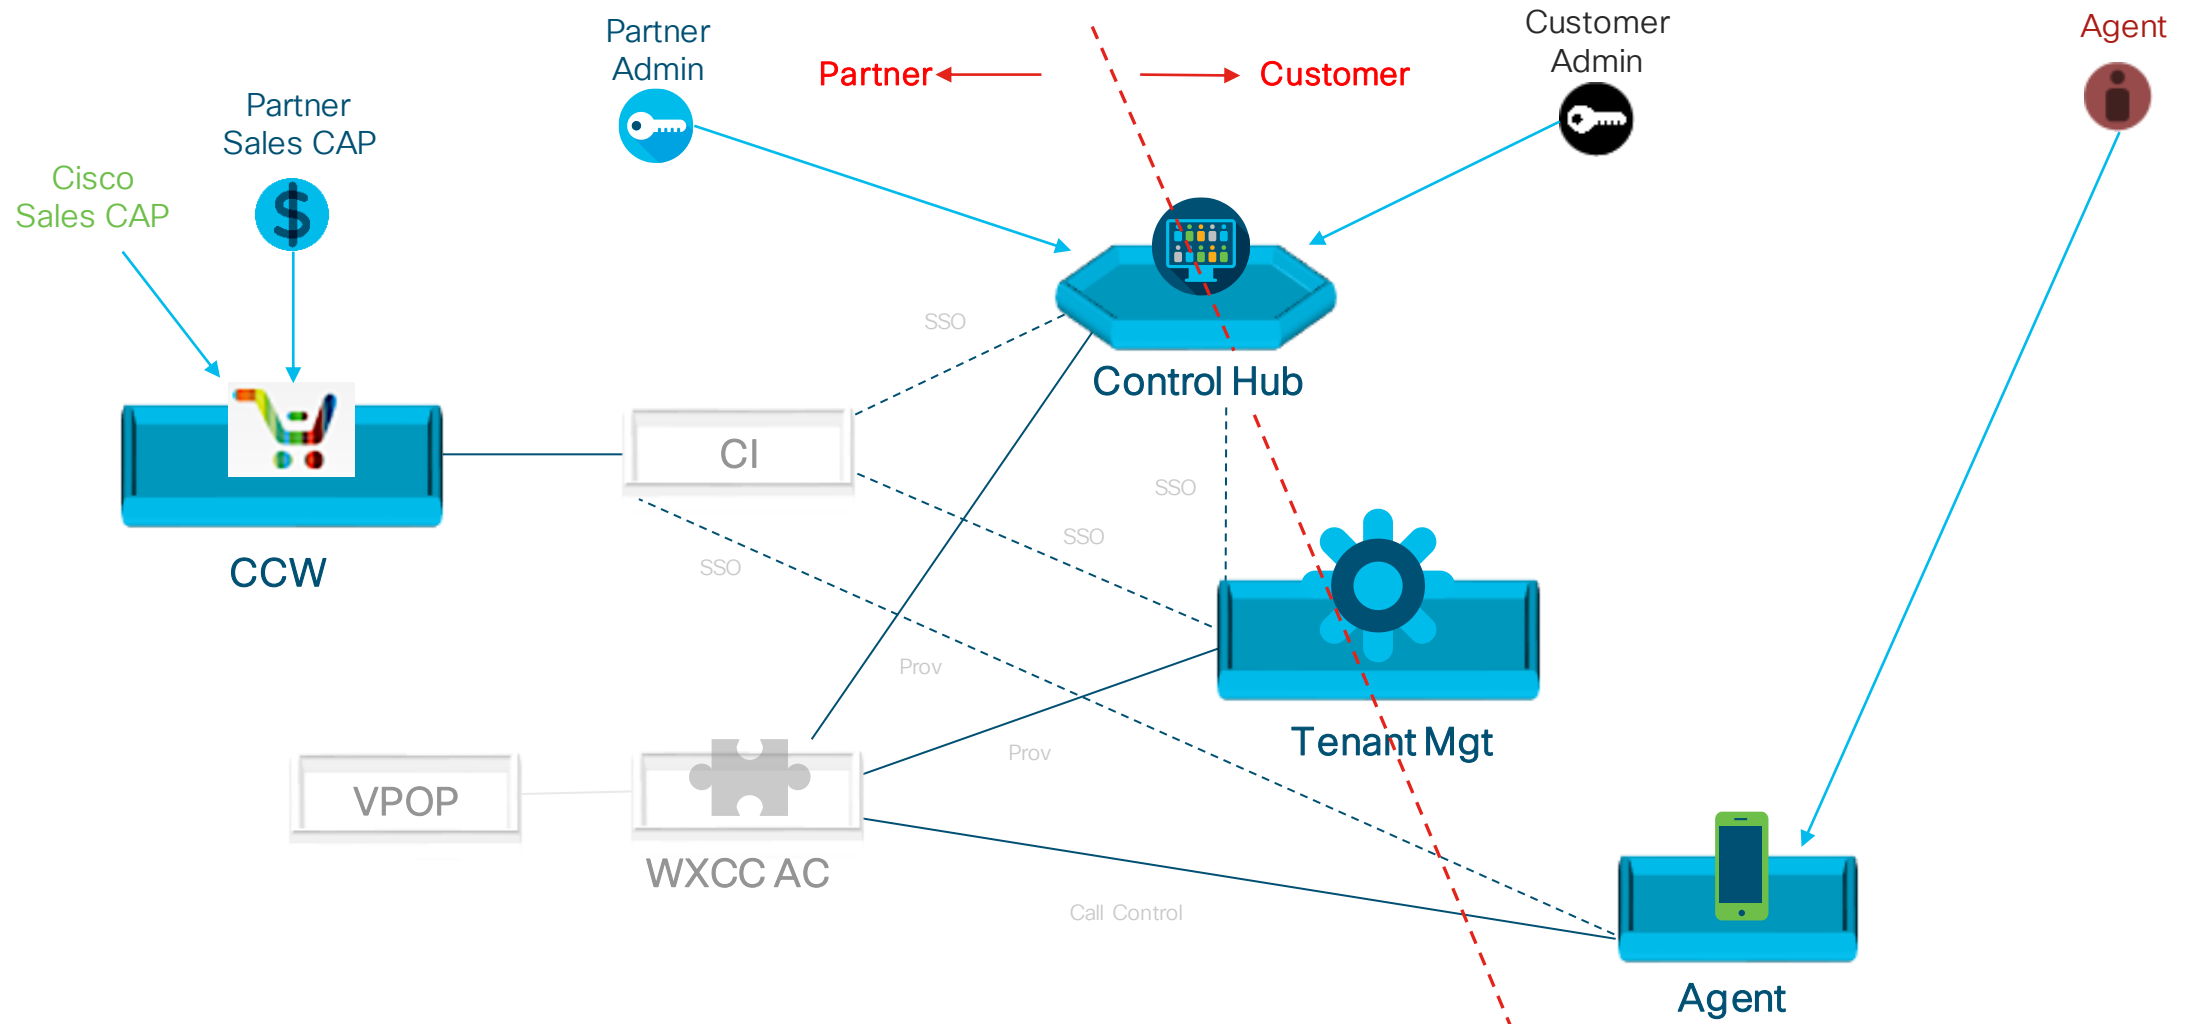 Partner
Admin
Customer
Admin
Agent
Partner
Customer
Partner
Sales CAP
Cisco
Sales CAP
SSO
Control Hub
CI
SSO
SSO
SSO
CCW
Prov
Tenant Mgt
Prov
VPOP
WXCC AC
Call Control
Agent